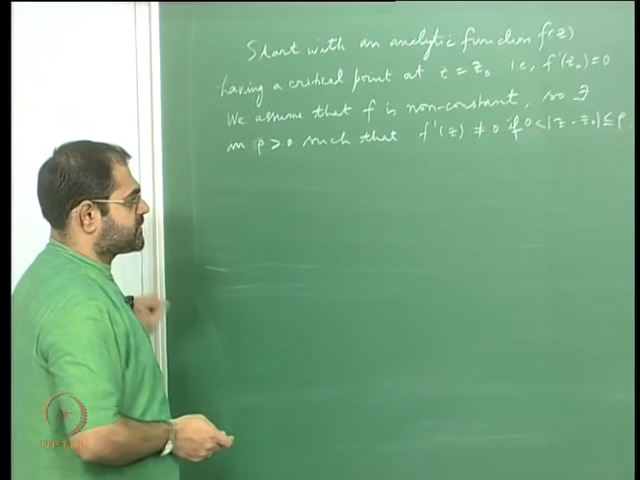 Start with an analytic function f(z)
having a critical point at z = z₀ i.e., f'(z₀) = 0
We assume that f is non-constant, so ∃
an ρ > 0 such that f'(z) ≠ 0 if 0 < |z - z₀| ≤ ρ
NPTEL